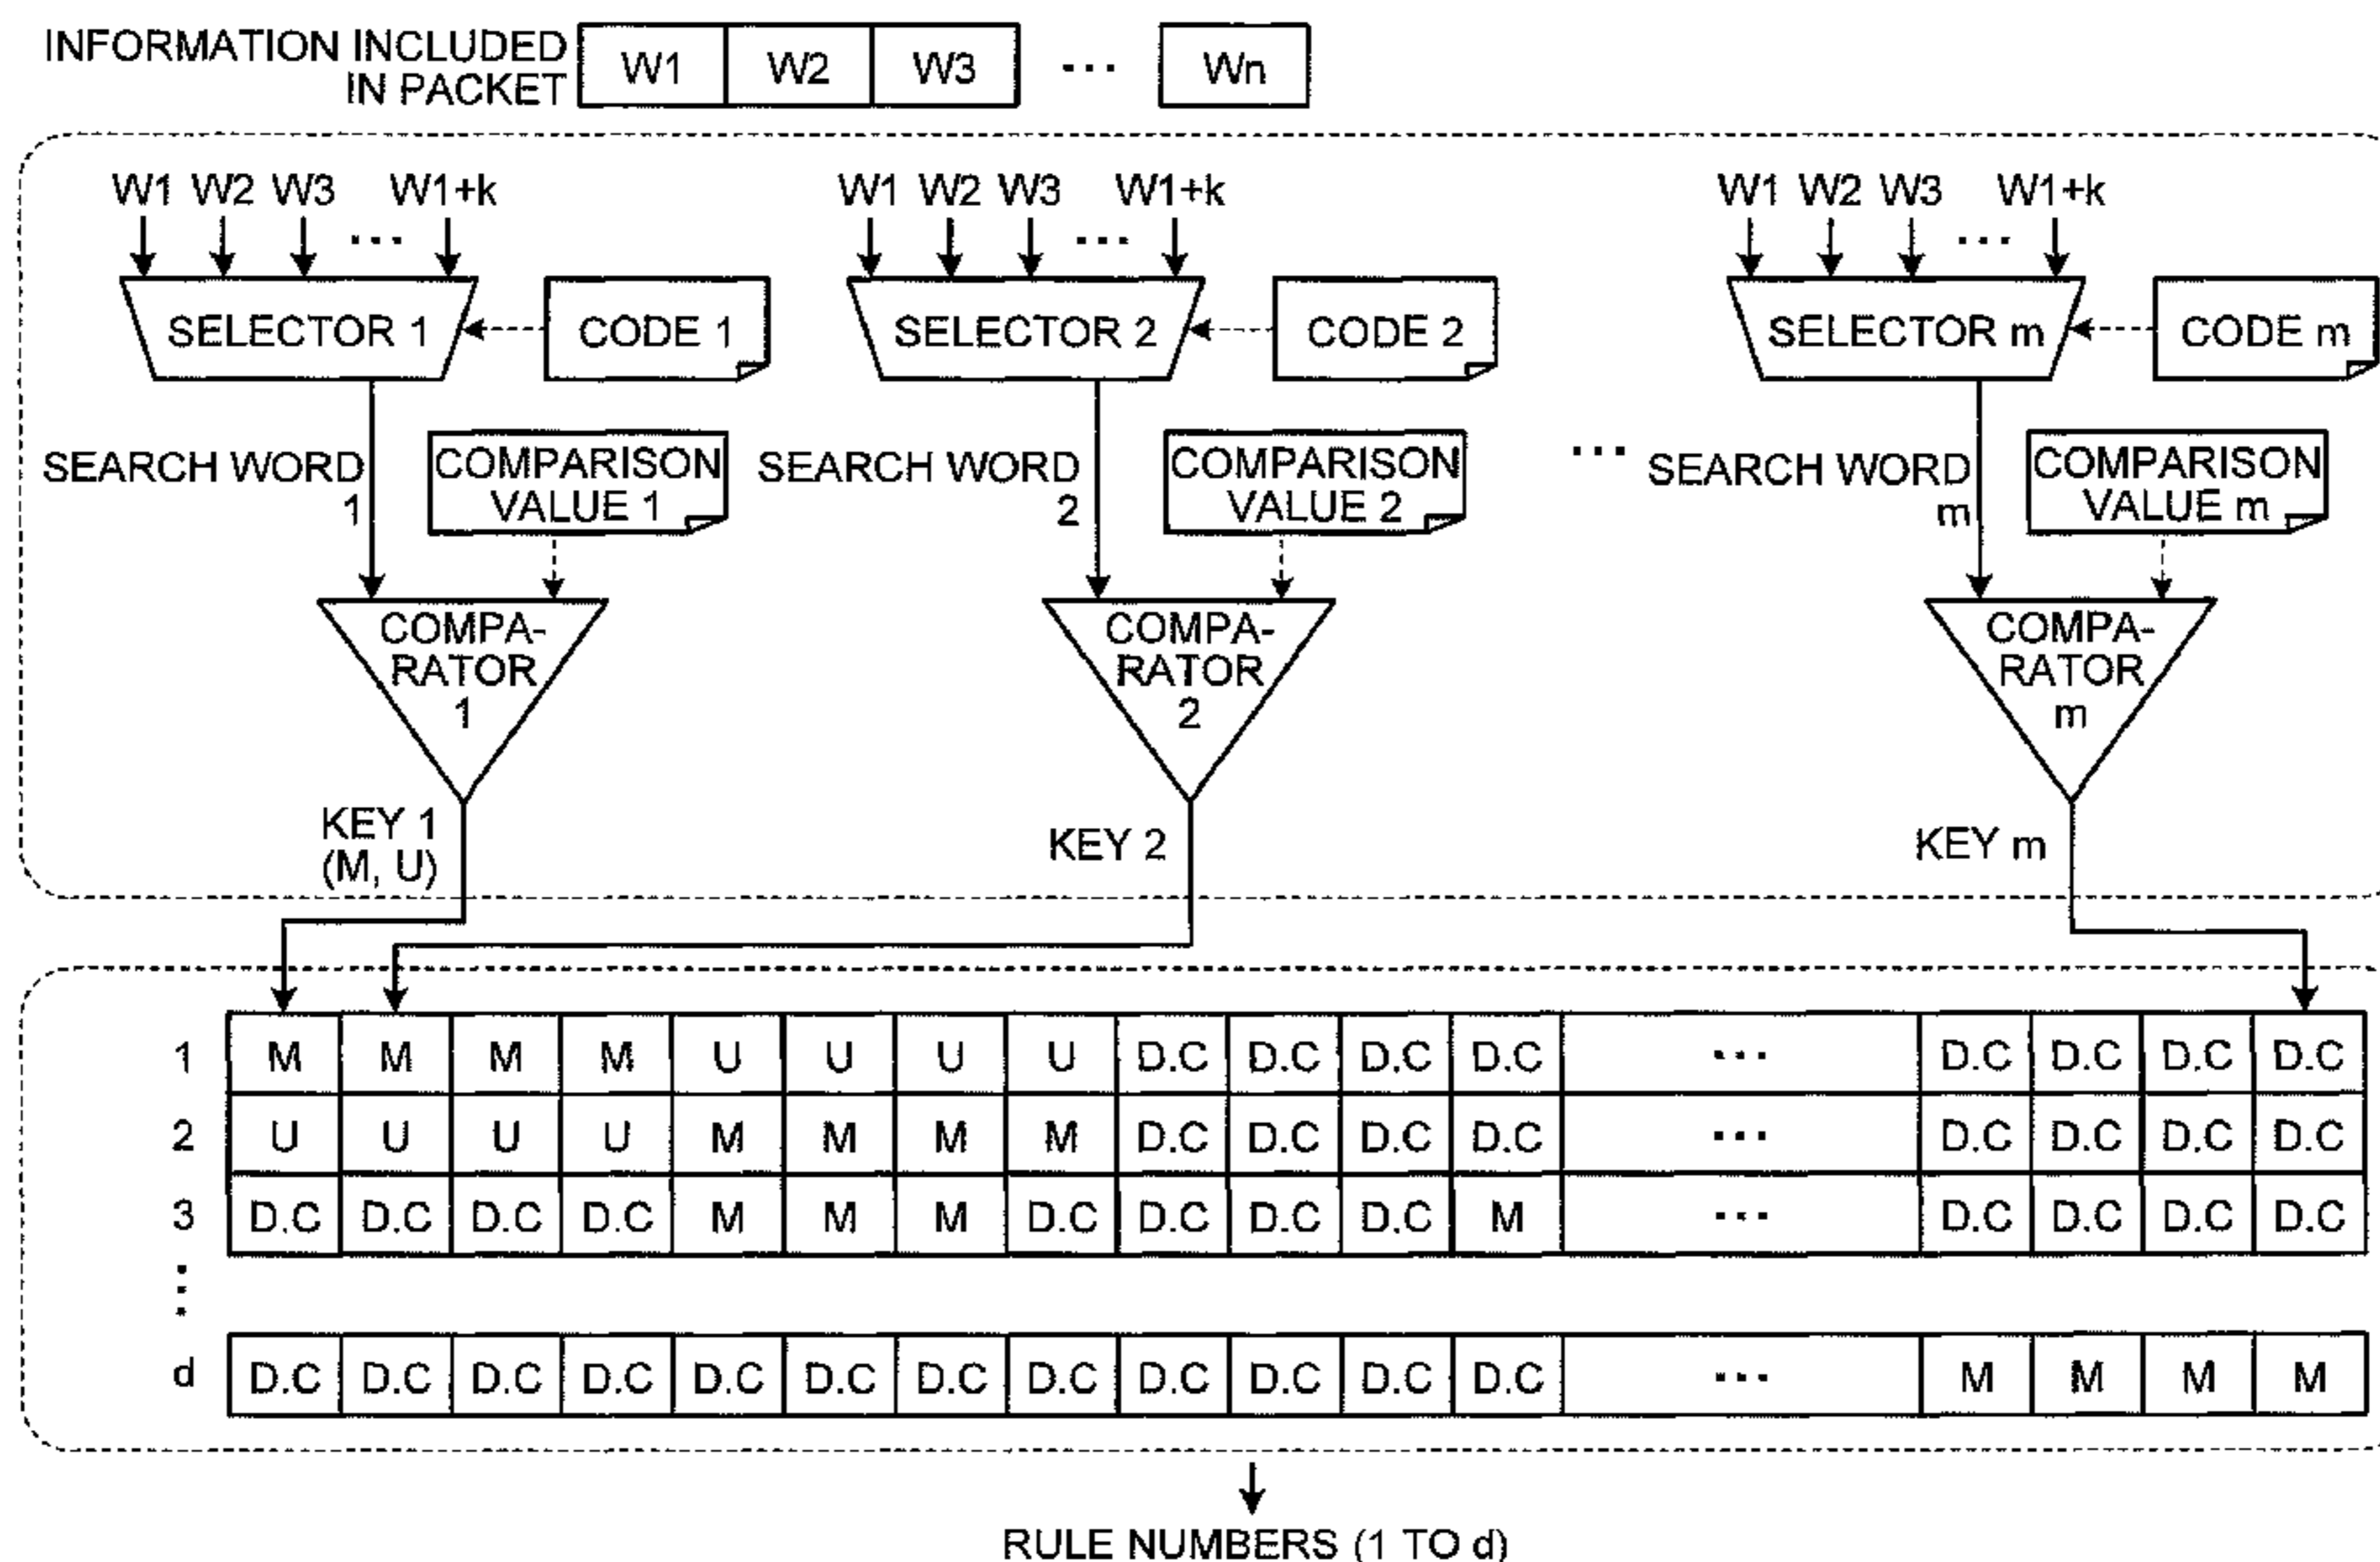 INFORMATION INCLUDED
IN PACKET
W1 W2 W3 ... Wn
W1 W2 W3 ... W1+k
W1 W2 W3 ... W1+k
W1 W2 W3 ... W1+k
SELECTOR 1
CODE 1
SELECTOR 2
CODE 2
SELECTOR m
CODE m
SEARCH WORD
1
COMPARISON
VALUE 1
SEARCH WORD
2
COMPARISON
VALUE 2
...
SEARCH WORD
m
COMPARISON
VALUE m
COMPA-
RATOR
1
COMPA-
RATOR
2
COMPA-
RATOR
m
KEY 1
(M, U)
KEY 2
KEY m
1 M M M M U U U U D.C D.C D.C D.C ... D.C D.C D.C D.C
2 U U U U M M M M D.C D.C D.C D.C ... D.C D.C D.C D.C
3 D.C D.C D.C D.C M M M D.C D.C D.C D.C M ... D.C D.C D.C D.C
⋮
d D.C D.C D.C D.C D.C D.C D.C D.C D.C D.C D.C D.C ... M M M M
RULE NUMBERS (1 TO d)